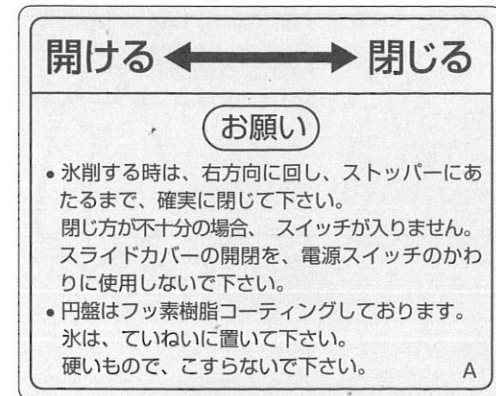 開ける ←→ 閉じる
お願い
• 氷削する時は、右方向に回し、ストッパーにあ
たるまで、確実に閉じて下さい。
閉じ方が不十分の場合、 スイッチが入りません。
スライドカバーの開閉を、電源スイッチのかわ
りに使用しないで下さい。
• 円盤はフッ素樹脂コーティングしております。
氷は、ていねいに置いて下さい。
硬いもので、こすらないで下さい。
A